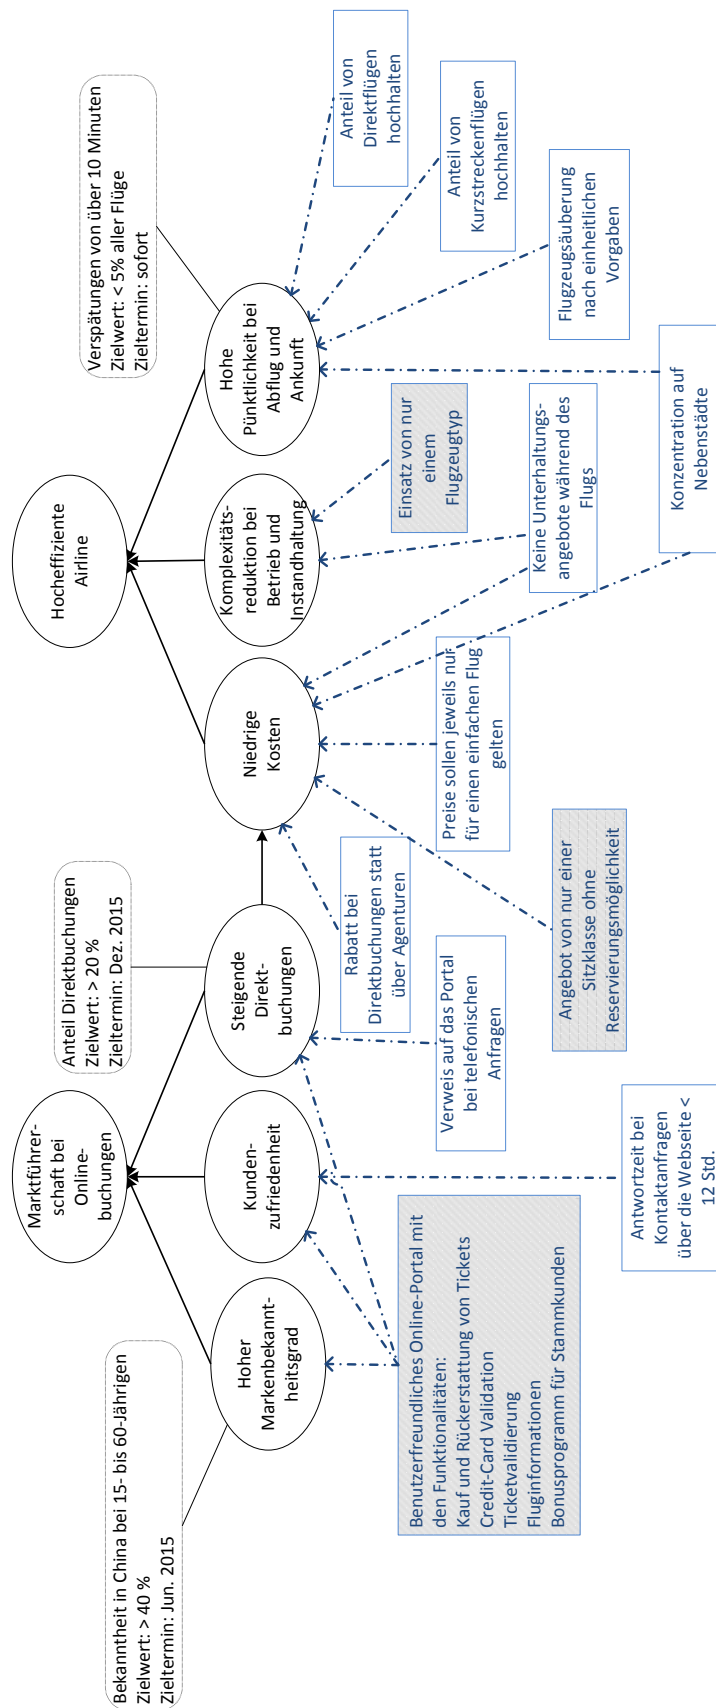 Bekanntheit in China bei 15- bis 60-Jährigen
Zielwert: > 40 %
Zieltermin: Jun. 2015
Anteil Direktbuchungen
Zielwert: > 20 %
Zieltermin: Dez. 2015
Verspätungen von über 10 Minuten
Zielwert: < 5% aller Flüge
Zieltermin: sofort
Marktführer-
schaft bei
Online-
buchungen
Hocheffiziente
Airline
Hoher
Markenbekannt-
heitsgrad
Kunden-
zufriedenheit
Steigende
Direkt-
buchungen
Niedrige
Kosten
Komplexitäts-
reduktion bei
Betrieb und
Instandhaltung
Hohe
Pünktlichkeit bei
Abflug und
Ankunft
Benutzerfreundliches Online-Portal mit
den Funktionalitäten:
Kauf und Rückerstattung von Tickets
Credit-Card Validation
Ticketvalidierung
Fluginformationen
Bonusprogramm für Stammkunden
Antwortzeit bei
Kontaktanfragen
über die Webseite <
12 Std.
Verweis auf das Portal
bei telefonischen
Anfragen
Rabatt bei
Direktbuchungen statt
über Agenturen
Angebot von nur einer
Sitzklasse ohne
Reservierungsmöglichkeit
Preise sollen jeweils nur
für einen einfachen Flug
gelten
Keine Unterhaltungs-
angebote während des
Flugs
Einsatz von nur
einem
Flugzeugtyp
Konzentration auf
Nebenstädte
Flugzeugsäuberung
nach einheitlichen
Vorgaben
Anteil von
Kurzstreckenflügen
hochhalten
Anteil von
Direktflügen
hochhalten